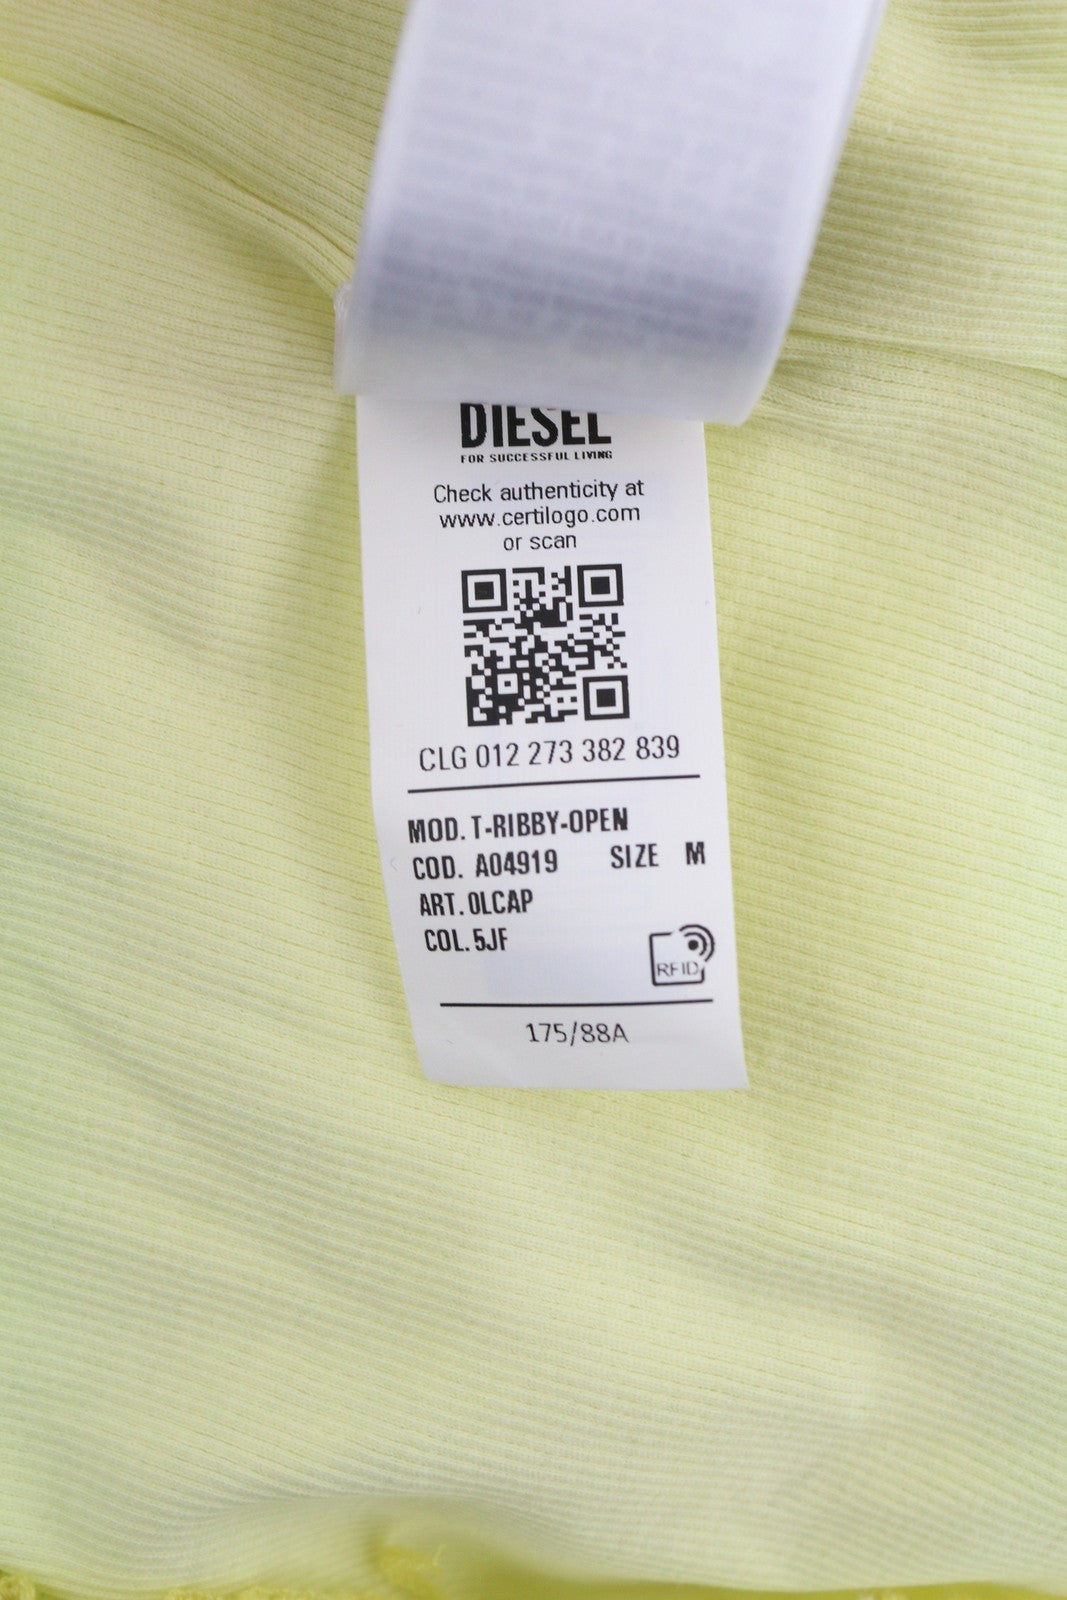 DIESEL
FOR SUCCESSFUL LIVING
Check authenticity at
www.certilogo.com
or scan
CLG 012 273 382 839
MOD. T-RIBBY-OPEN
COD. A04919 SIZE M
ART. 0LCAP
COL. 5JF
RFID
175/88A